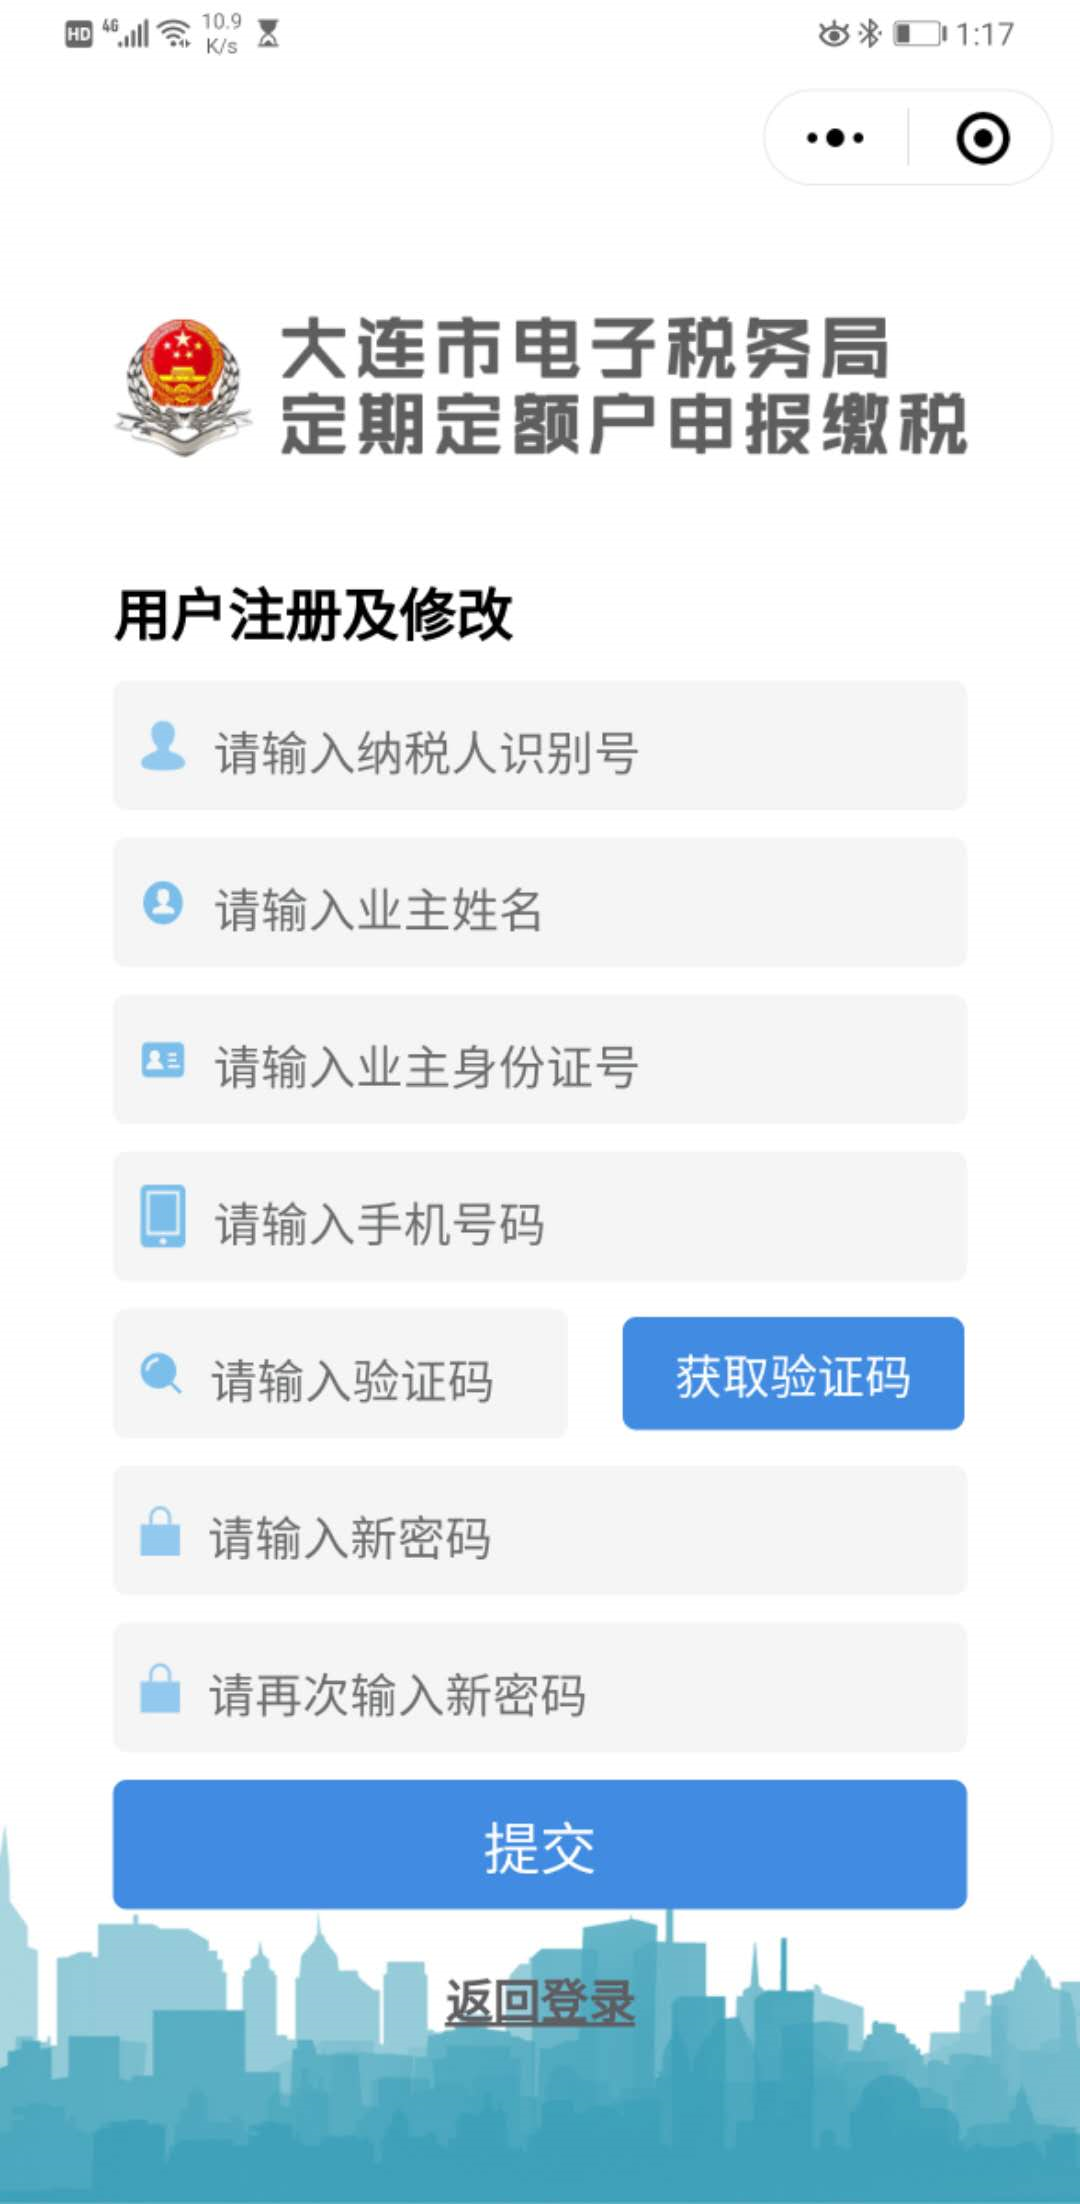 HD 4G 10.9 K/s 1:17
大连市电子税务局
定期定额户申报缴税
用户注册及修改
请输入纳税人识别号
请输入业主姓名
请输入业主身份证号
请输入手机号码
请输入验证码 获取验证码
请输入新密码
请再次输入新密码
提交
返回登录